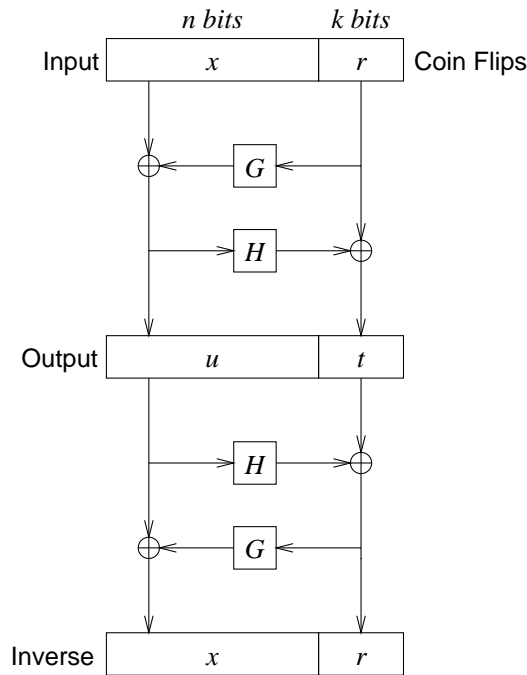 n bits k bits
Input x r Coin Flips
G
H
Output u t
H
G
Inverse x r